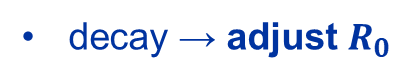 • decay → adjust R₀